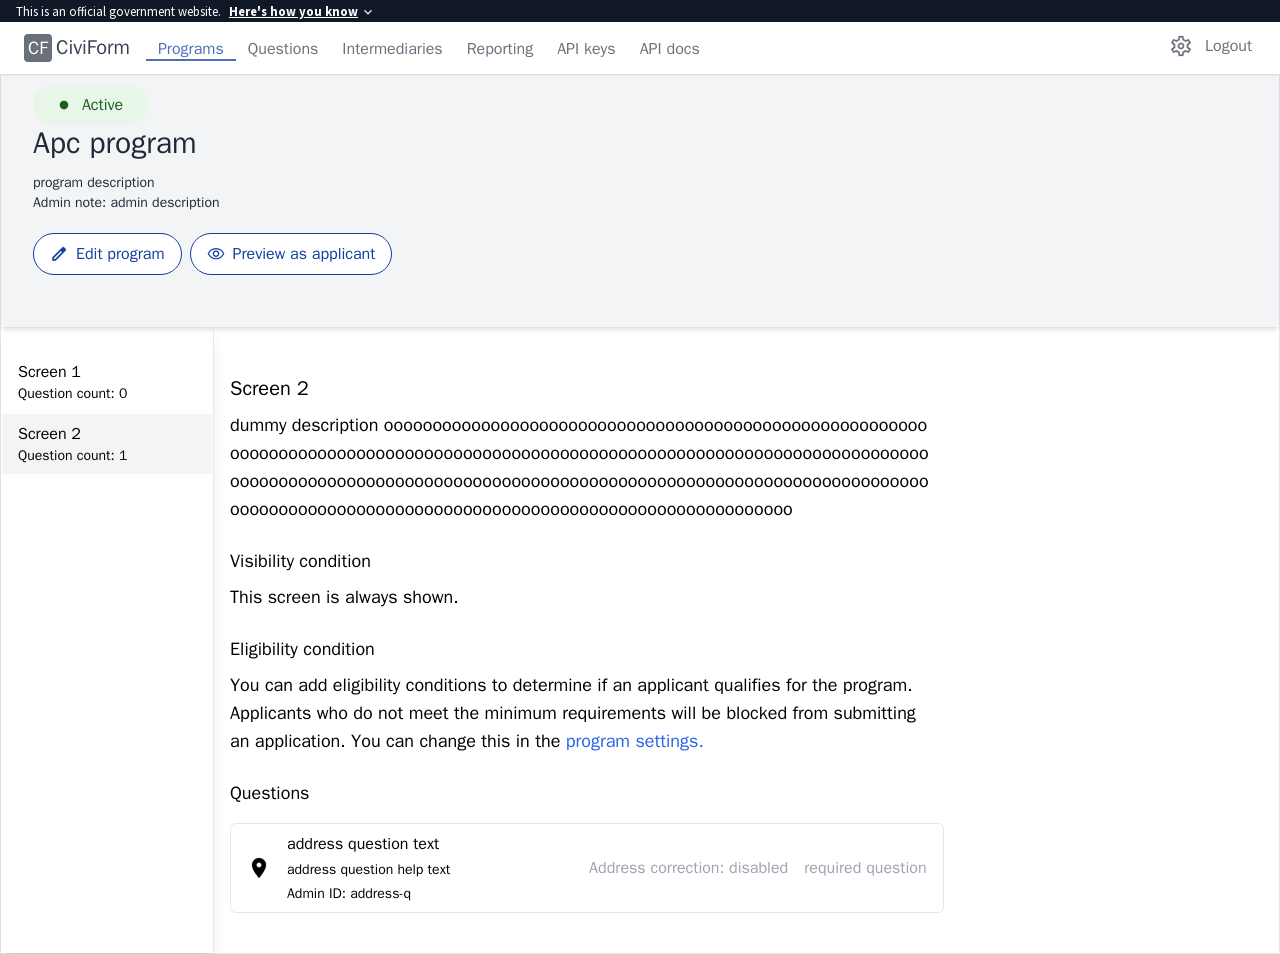 This is an official government website. Here's how you know
CF CiviForm Programs Questions Intermediaries Reporting API keys API docs Logout
Active
Apc program
program description
Admin note: admin description
Edit program Preview as applicant
Screen 1
Question count: 0
Screen 2
Question count: 1
Screen 2
dummy description oooooooooooooooooooooooooooooooooooooooooooooooooooooooo
oooooooooooooooooooooooooooooooooooooooooooooooooooooooooooooooooooooooo
oooooooooooooooooooooooooooooooooooooooooooooooooooooooooooooooooooooooo
oooooooooooooooooooooooooooooooooooooooooooooooooooooooooo
Visibility condition
This screen is always shown.
Eligibility condition
You can add eligibility conditions to determine if an applicant qualifies for the program.
Applicants who do not meet the minimum requirements will be blocked from submitting
an application. You can change this in the program settings.
Questions
address question text
address question help text
Admin ID: address-q
Address correction: disabled required question